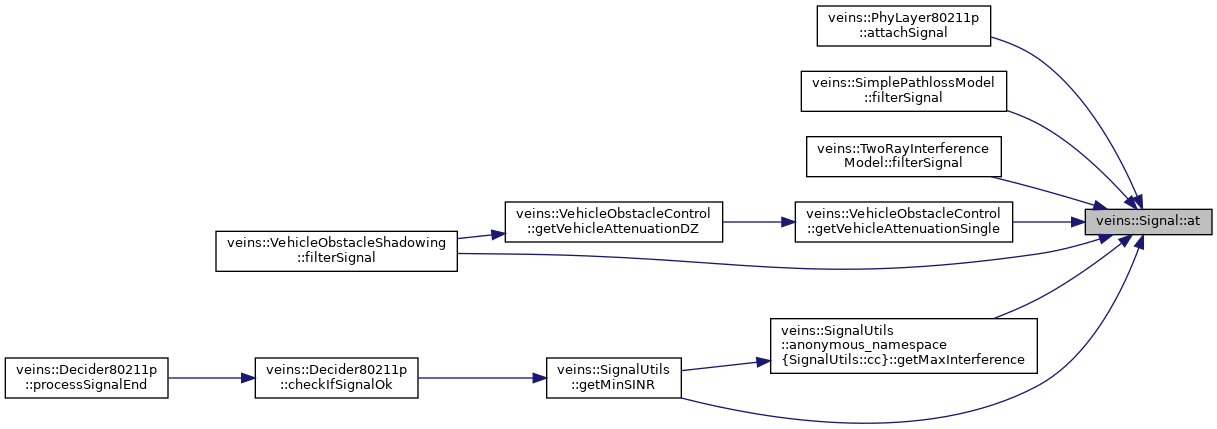 veins::PhyLayer80211p
::attachSignal
veins::SimplePathlossModel
::filterSignal
veins::TwoRayInterference
Model::filterSignal
veins::VehicleObstacleControl
::getVehicleAttenuationDZ
veins::VehicleObstacleControl
::getVehicleAttenuationSingle
veins::Signal::at
veins::VehicleObstacleShadowing
::filterSignal
veins::SignalUtils
::anonymous_namespace
{SignalUtils::cc}::getMaxInterference
veins::Decider80211p
::processSignalEnd
veins::Decider80211p
::checkIfSignalOk
veins::SignalUtils
::getMinSINR